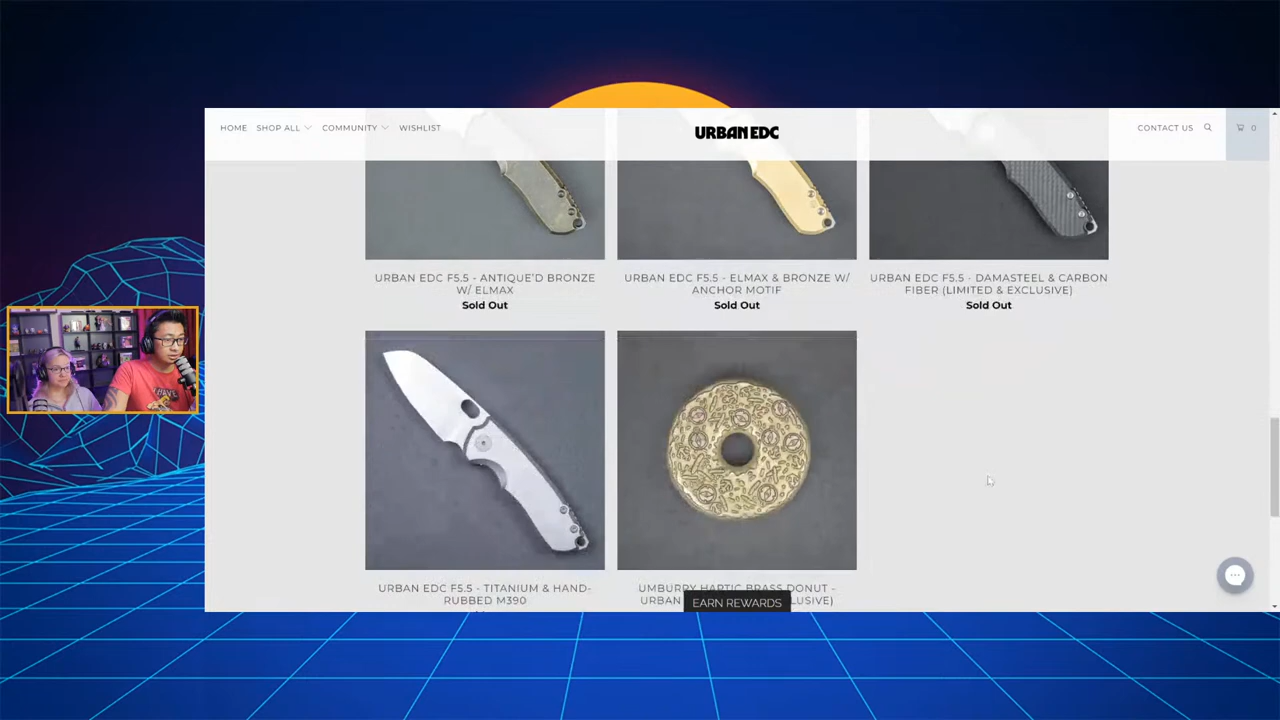 HOME SHOP ALL COMMUNITY WISHLIST
URBAN EDC
CONTACT US
0
URBAN EDC F5.5 - ANTIQUE'D BRONZE
W/ ELMAX
Sold Out
URBAN EDC F5.5 - ELMAX & BRONZE W/
ANCHOR MOTIF
Sold Out
URBAN EDC F5.5 - DAMASTEEL & CARBON
FIBER (LIMITED & EXCLUSIVE)
Sold Out
URBAN EDC F5.5 - TITANIUM & HAND-
RUBBED M390
UMBURRY HAPTIC BRASS DONUT -
URBAN
EARN REWARDS